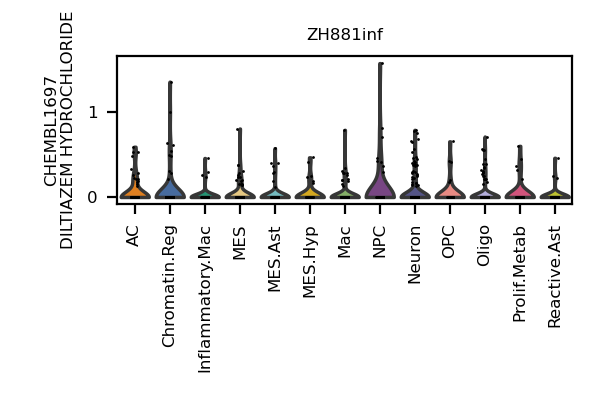 ZH881inf
CHEMBL1697
DILTIAZEM HYDROCHLORIDE
1
0
AC
Chromatin.Reg
Inflammatory.Mac
MES
MES.Ast
MES.Hyp
Mac
NPC
Neuron
OPC
Oligo
Prolif.Metab
Reactive.Ast